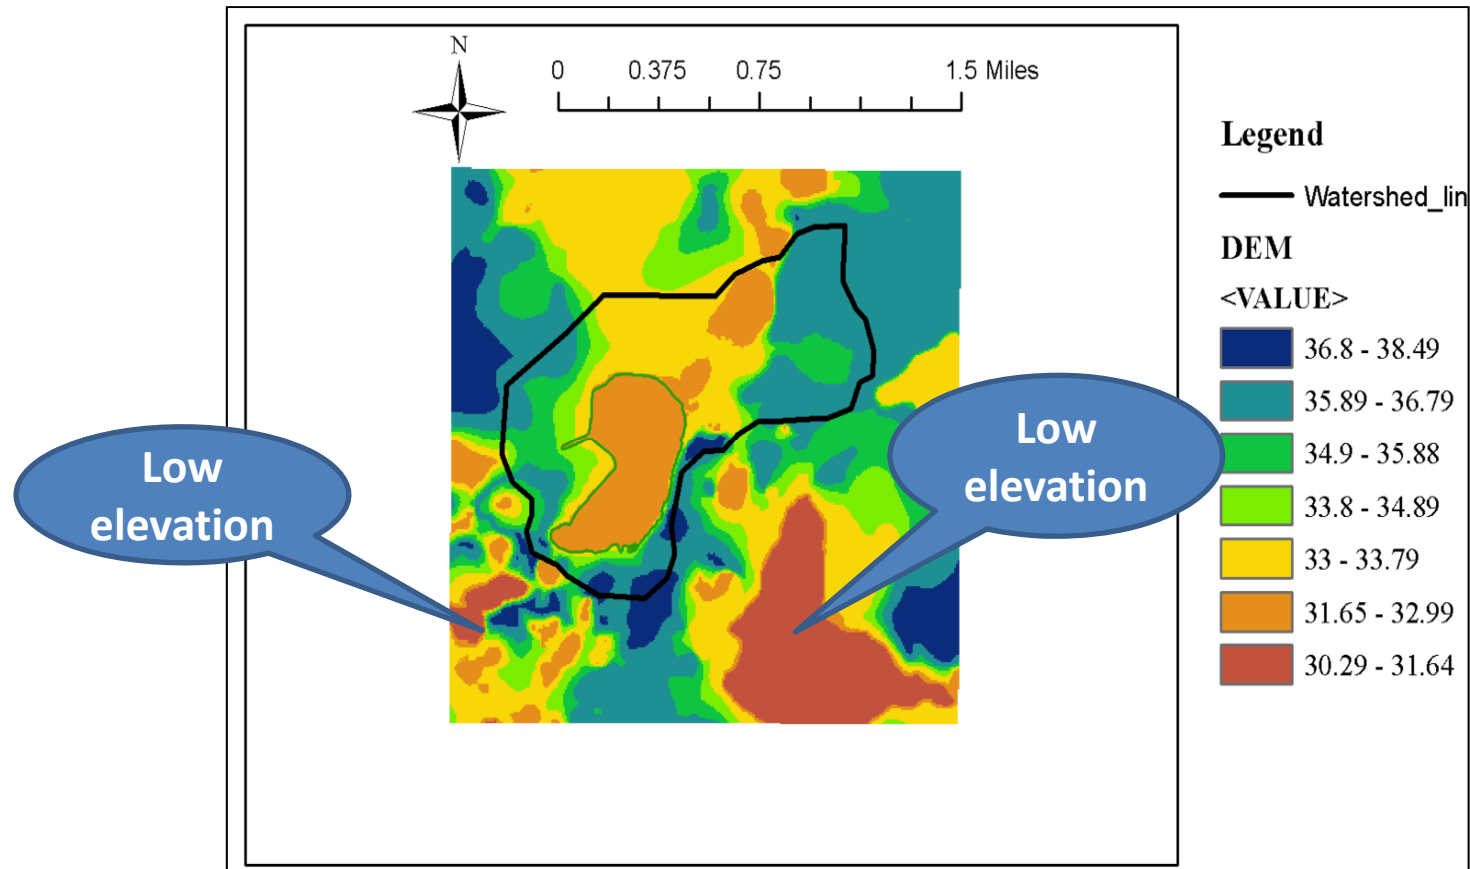 N
0 0.375 0.75 1.5 Miles
Legend
Watershed_lin
DEM
<VALUE>
36.8 - 38.49
35.89 - 36.79
34.9 - 35.88
33.8 - 34.89
33 - 33.79
31.65 - 32.99
30.29 - 31.64
Low
elevation
Low
elevation